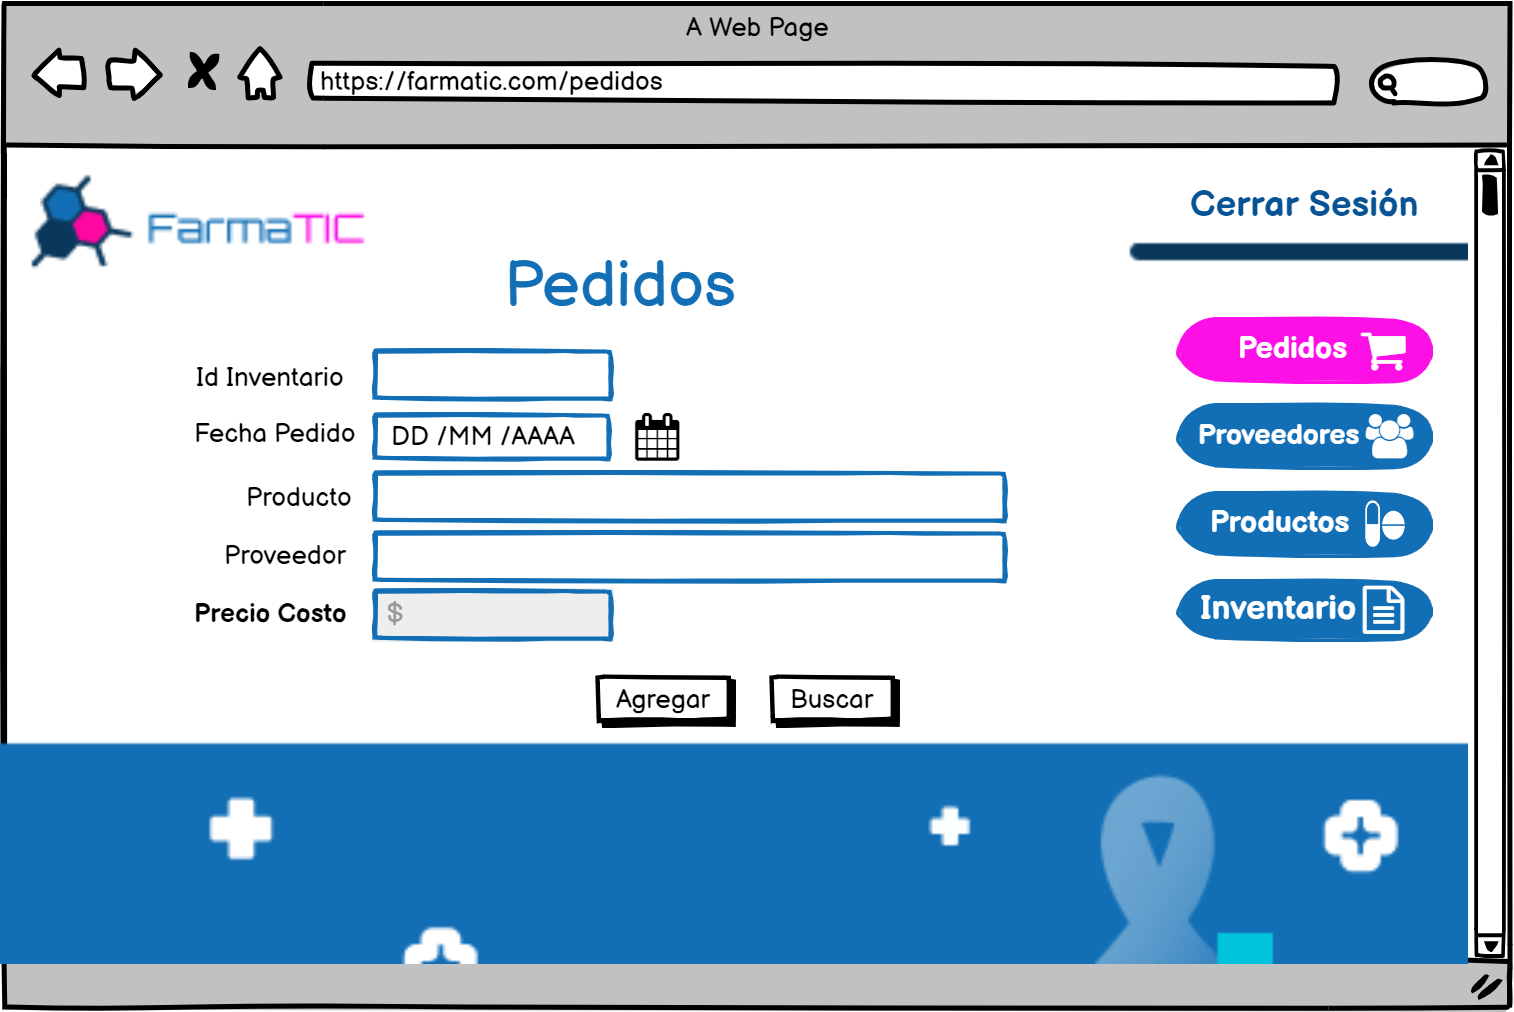 A Web Page
https://farmatic.com/pedidos
FarmaTIC
Cerrar Sesión
Pedidos
Id Inventario
Fecha Pedido DD /MM /AAAA
Producto
Proveedor
Precio Costo $
Agregar Buscar
Pedidos
Proveedores
Productos
Inventario